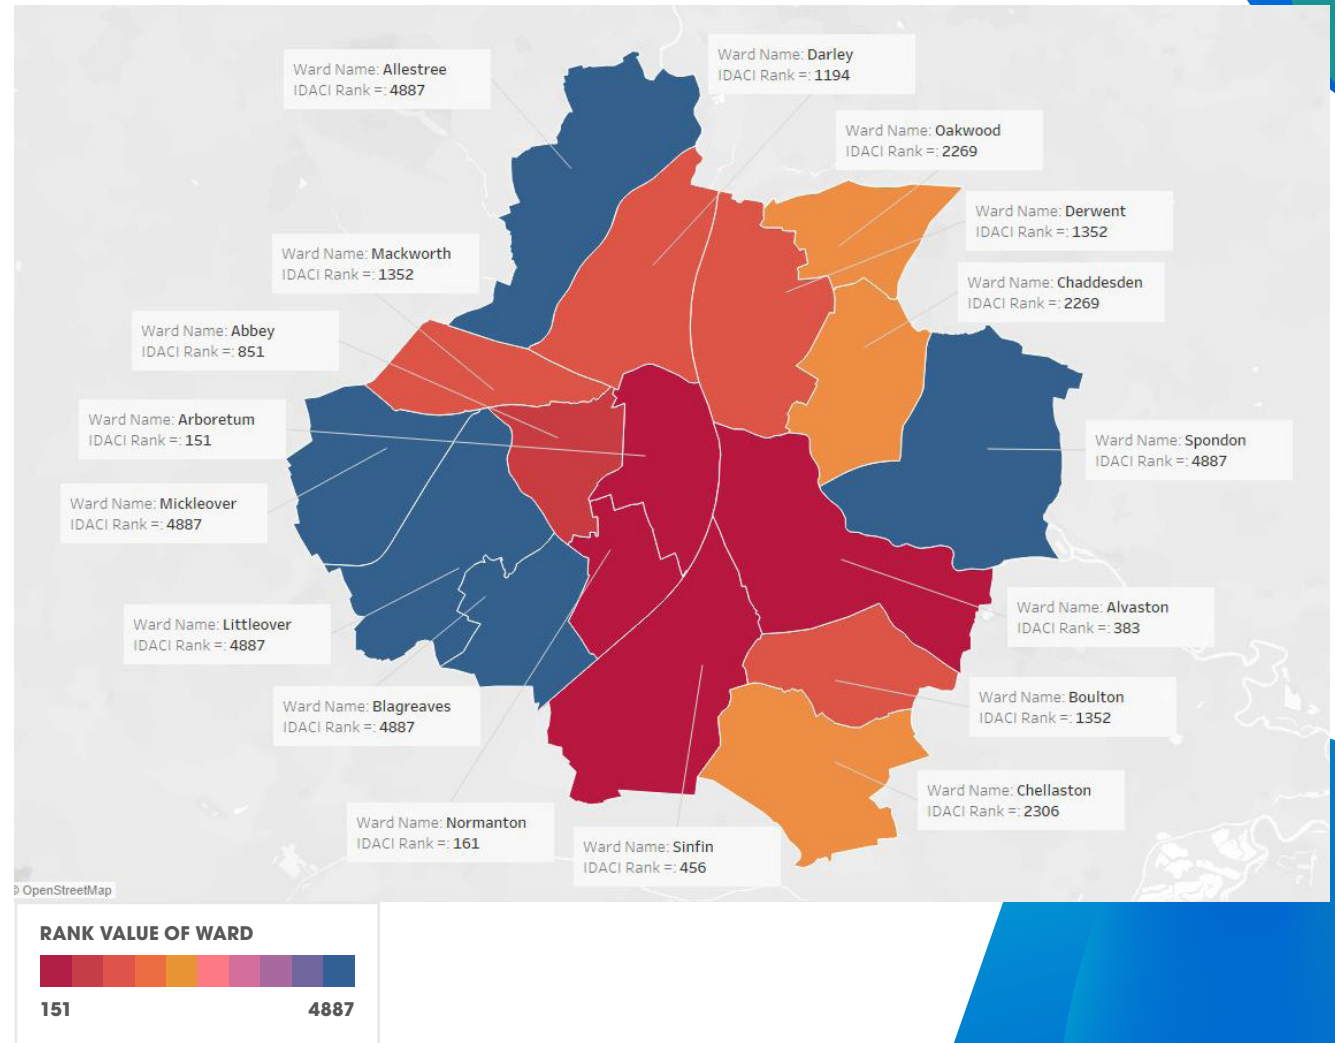 Ward Name: Allestree
IDACI Rank =: 4887
Ward Name: Darley
IDACI Rank =: 1194
Ward Name: Oakwood
IDACI Rank =: 2269
Ward Name: Derwent
IDACI Rank =: 1352
Ward Name: Mackworth
IDACI Rank =: 1352
Ward Name: Chaddesden
IDACI Rank =: 2269
Ward Name: Abbey
IDACI Rank =: 851
Ward Name: Arboretum
IDACI Rank =: 151
Ward Name: Spondon
IDACI Rank =: 4887
Ward Name: Mickleover
IDACI Rank =: 4887
Ward Name: Littleover
IDACI Rank =: 4887
Ward Name: Alvaston
IDACI Rank =: 383
Ward Name: Blagreaves
IDACI Rank =: 4887
Ward Name: Boulton
IDACI Rank =: 1352
Ward Name: Chellaston
IDACI Rank =: 2306
Ward Name: Normanton
IDACI Rank =: 161
Ward Name: Sinfin
IDACI Rank =: 456
© OpenStreetMap
RANK VALUE OF WARD
151 4887